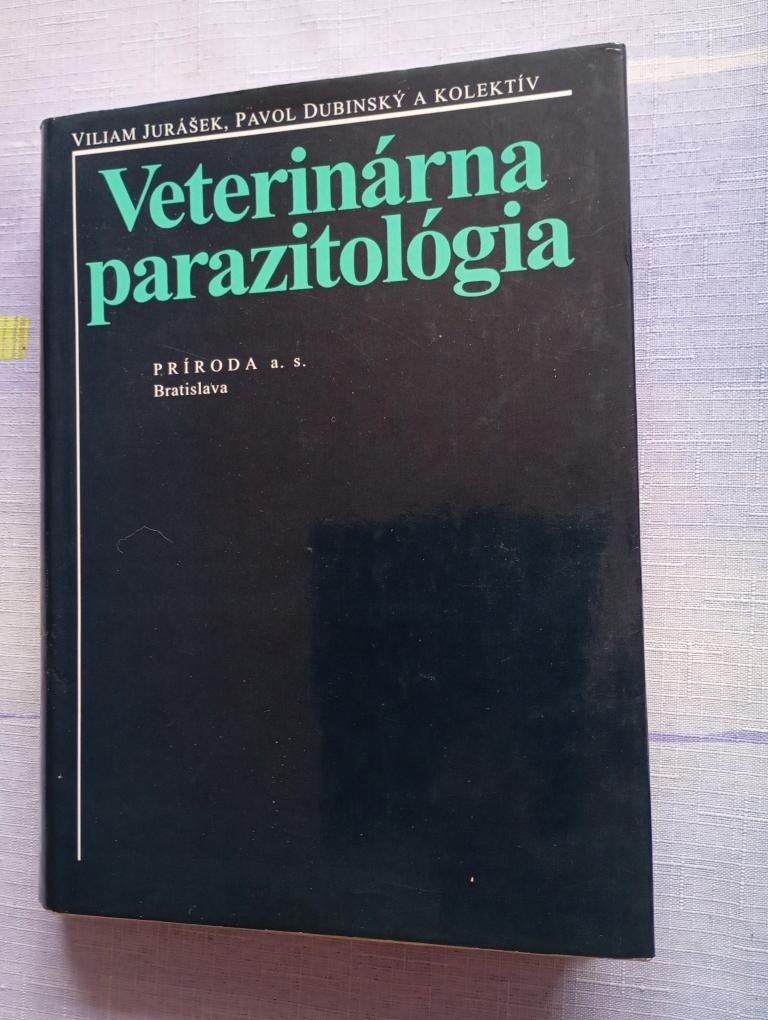 VILIAM JURÁŠEK, PAVOL DUBINSKÝ A KOLEKTÍV
Veterinárna
parazitológia
PRÍRODA a. s.
Bratislava